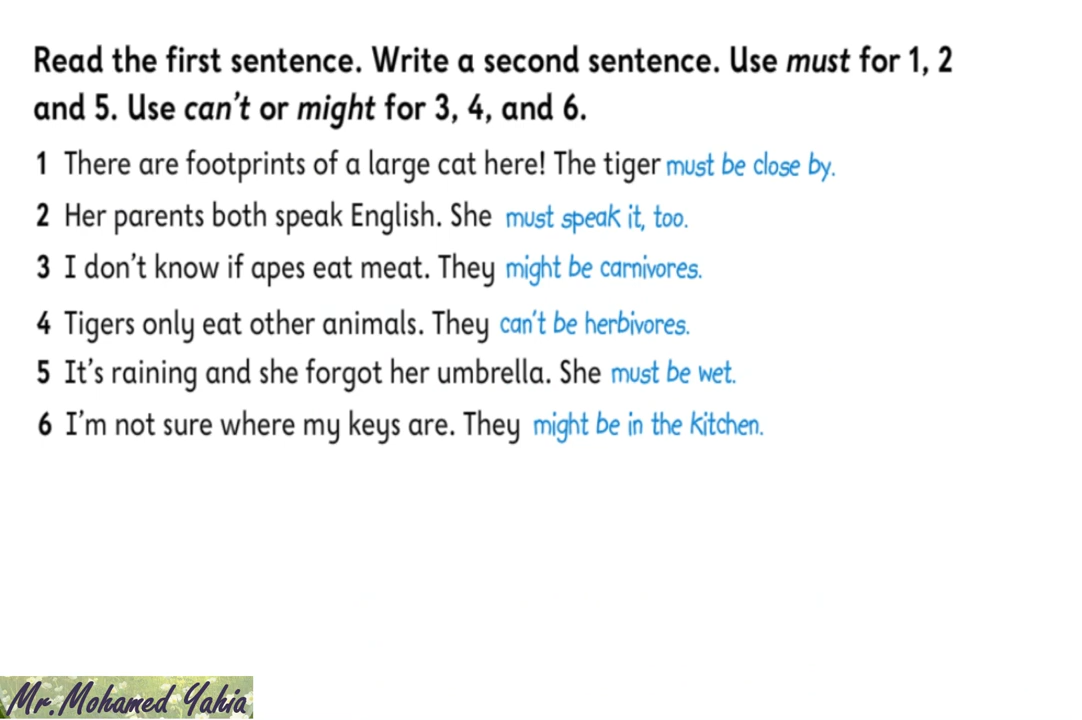 Read the first sentence. Write a second sentence. Use must for 1, 2
and 5. Use can't or might for 3, 4, and 6.
1 There are footprints of a large cat here! The tiger must be close by.
2 Her parents both speak English. She must speak it, too.
3 I don't know if apes eat meat. They might be carnivores.
4 Tigers only eat other animals. They can't be herbivores.
5 It's raining and she forgot her umbrella. She must be wet.
6 I'm not sure where my keys are. They might be in the kitchen.
Mr.Mohamed Yahia